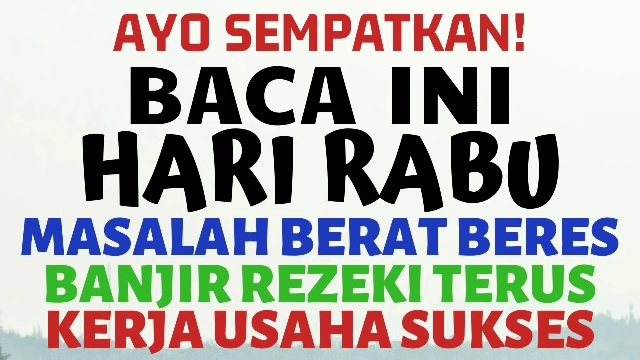 AYO SEMPATKAN!
BACA INI
HARI RABU
MASALAH BERAT BERES
BANJIR REZEKI TERUS
KERJA USAHA SUKSES